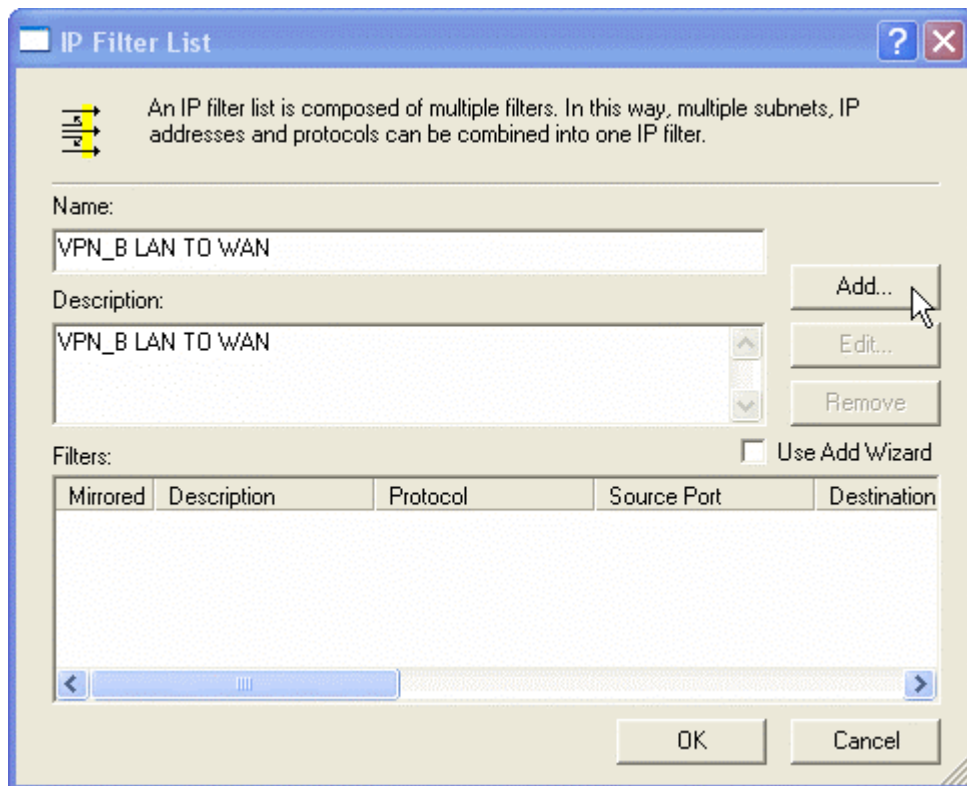 IP Filter List
An IP filter list is composed of multiple filters. In this way, multiple subnets, IP
addresses and protocols can be combined into one IP filter.
Name:
VPN_B LAN TO WAN
Add...
Description:
VPN_B LAN TO WAN
Edit...
Remove
Filters:
Use Add Wizard
Mirrored Description Protocol Source Port Destination
OK Cancel